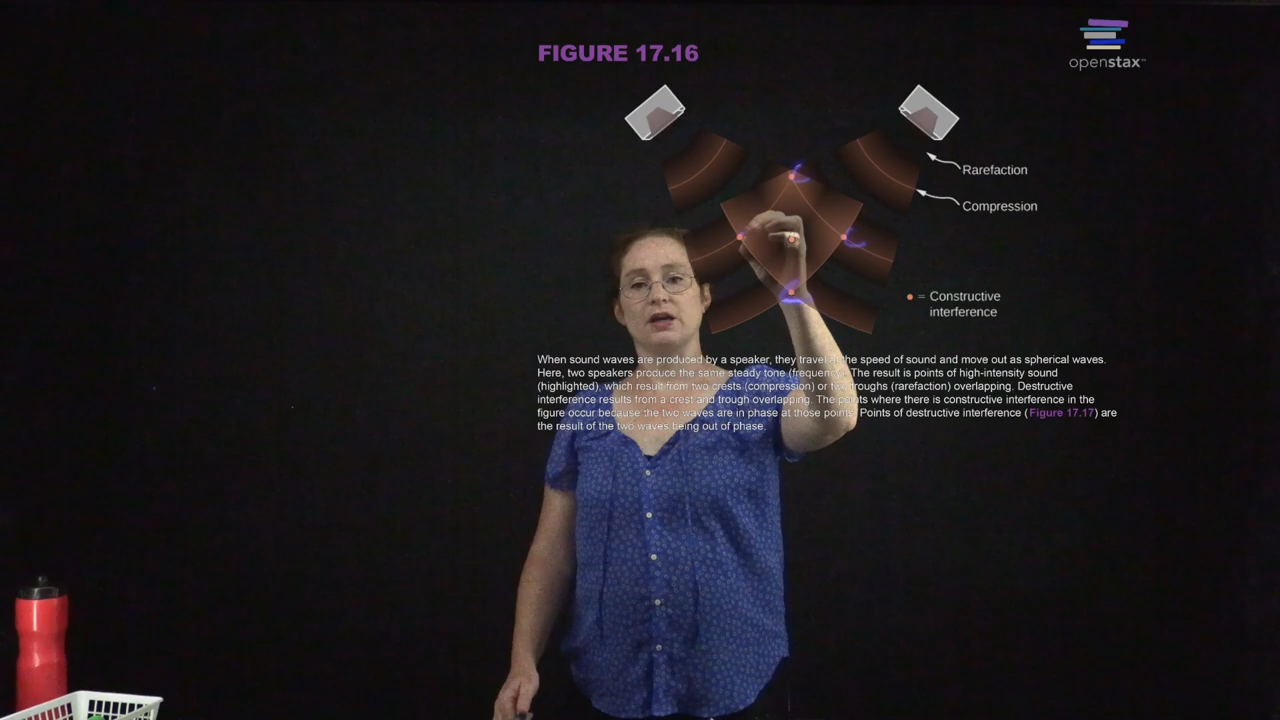 FIGURE 17.16
openstax™
Rarefaction
Compression
= Constructive
interference
When sound waves are produced by a speaker, they travel at the speed of sound and move out as spherical waves.
Here, two speakers produce the same steady tone (frequency). The result is points of high-intensity sound
(highlighted), which result from two crests (compression) or two troughs (rarefaction) overlapping. Destructive
interference results from a crest and trough overlapping. The points where there is constructive interference in the
figure occur because the two waves are in phase at those points. Points of destructive interference (Figure 17.17) are
the result of the two waves being out of phase.